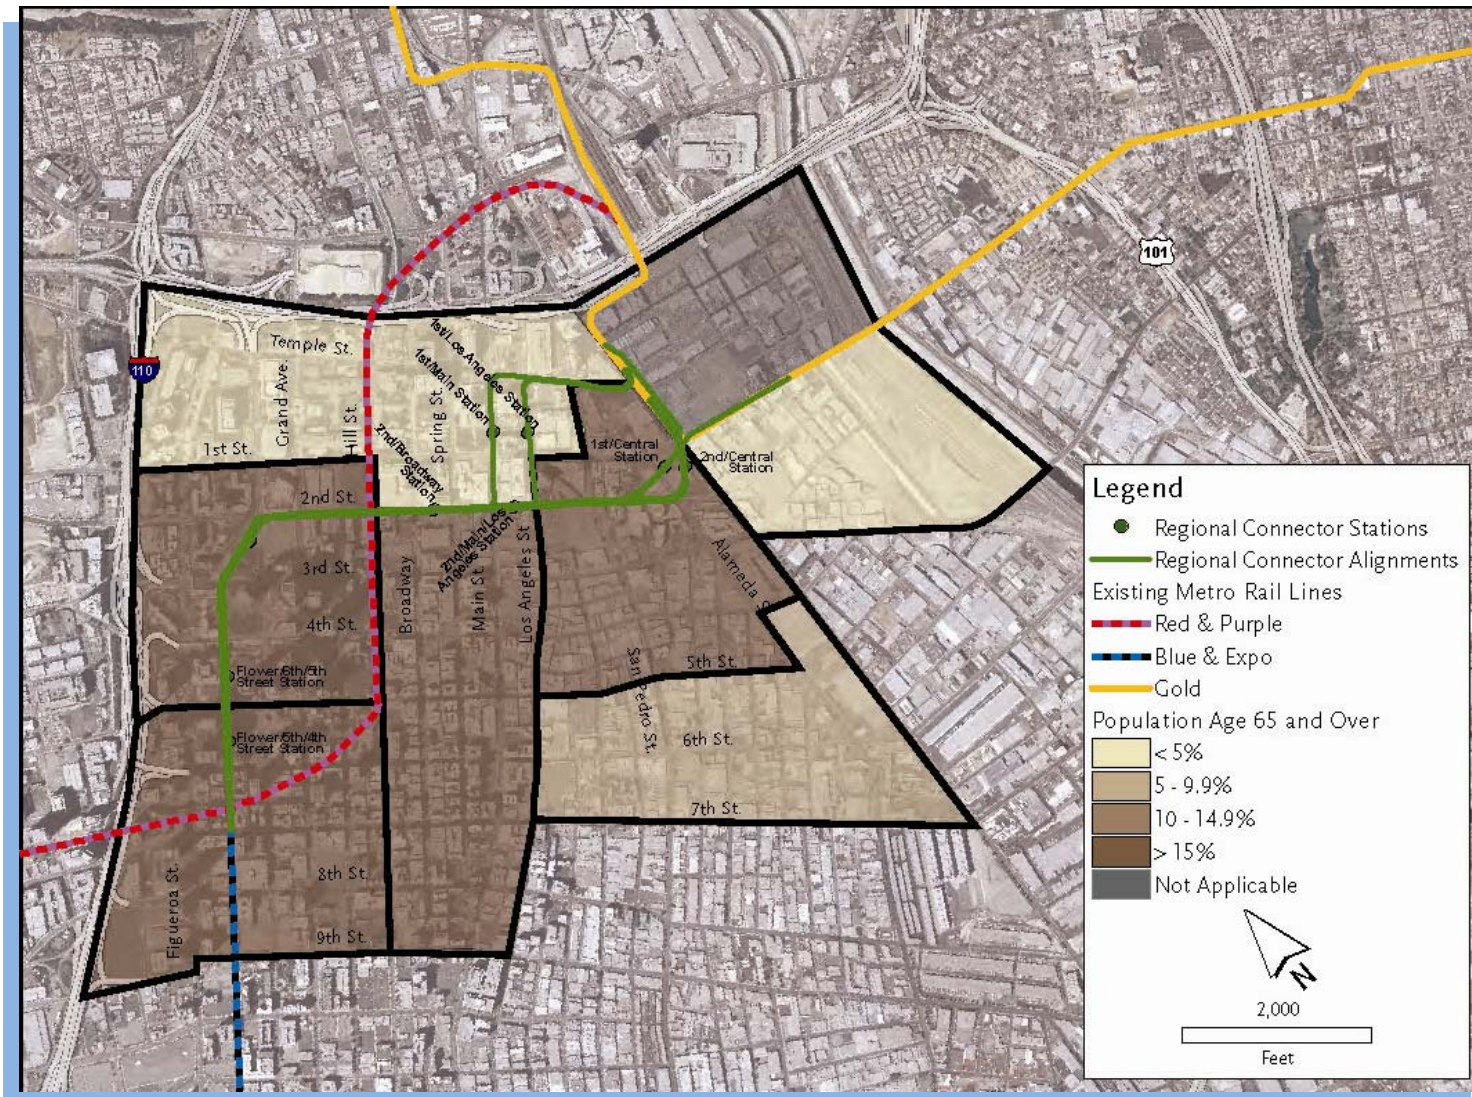 101
110
Temple St.
Grand Ave.
Hill St.
Spring St.
1st/Los Angeles Station
1st/Main Station
1st St.
2nd/Broadway
Station
1st/Central
Station
2nd/Central
Station
2nd St.
2nd/Main/Los
Angeles Station
3rd St.
Broadway
Main St.
Los Angeles St.
Alameda S
4th St.
Flower/6th/5th
Street Station
San Pedro St.
5th St.
Flower/5th/4th
Street Station
6th St.
7th St.
8th St.
Figueroa St.
9th St.
Legend
Regional Connector Stations
Regional Connector Alignments
Existing Metro Rail Lines
Red & Purple
Blue & Expo
Gold
Population Age 65 and Over
< 5%
5 - 9.9%
10 - 14.9%
> 15%
Not Applicable
N
2,000
Feet